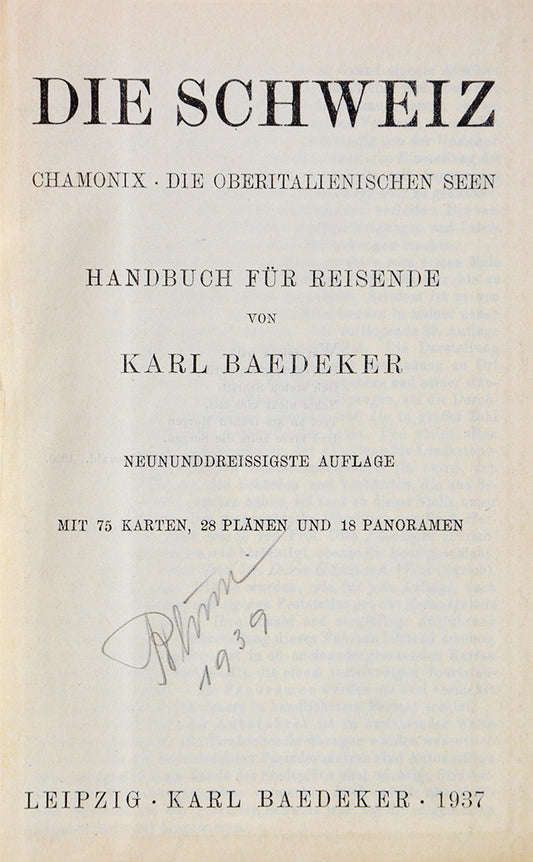 DIE SCHWEIZ
CHAMONIX · DIE OBERITALIENISCHEN SEEN
HANDBUCH FÜR REISENDE
VON
KARL BAEDEKER
NEUNUNDDREISSIGSTE AUFLAGE
MIT 75 KARTEN, 28 PLÄNEN UND 18 PANORAMEN
1939
LEIPZIG · KARL BAEDEKER · 1937